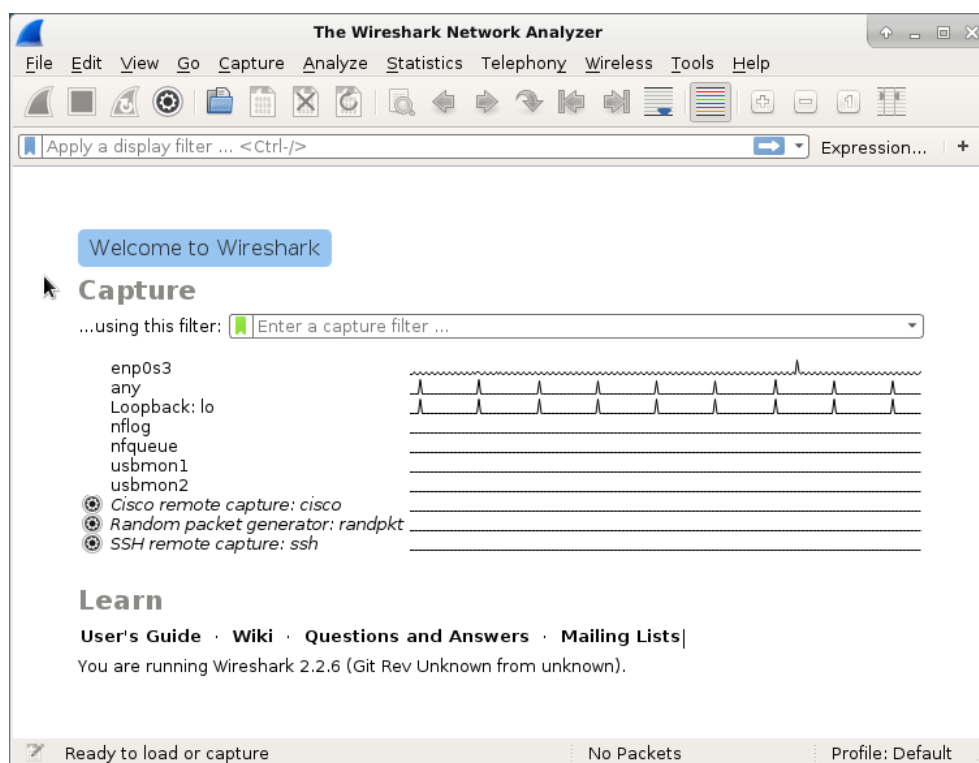 The Wireshark Network Analyzer
File Edit View Go Capture Analyze Statistics Telephony Wireless Tools Help
Apply a display filter ... <Ctrl-/> Expression... +
Welcome to Wireshark
Capture
...using this filter: Enter a capture filter ...
enp0s3
any
Loopback: lo
nflog
nfqueue
usbmon1
usbmon2
Cisco remote capture: cisco
Random packet generator: randpkt
SSH remote capture: ssh
Learn
User's Guide · Wiki · Questions and Answers · Mailing Lists
You are running Wireshark 2.2.6 (Git Rev Unknown from unknown).
Ready to load or capture No Packets Profile: Default